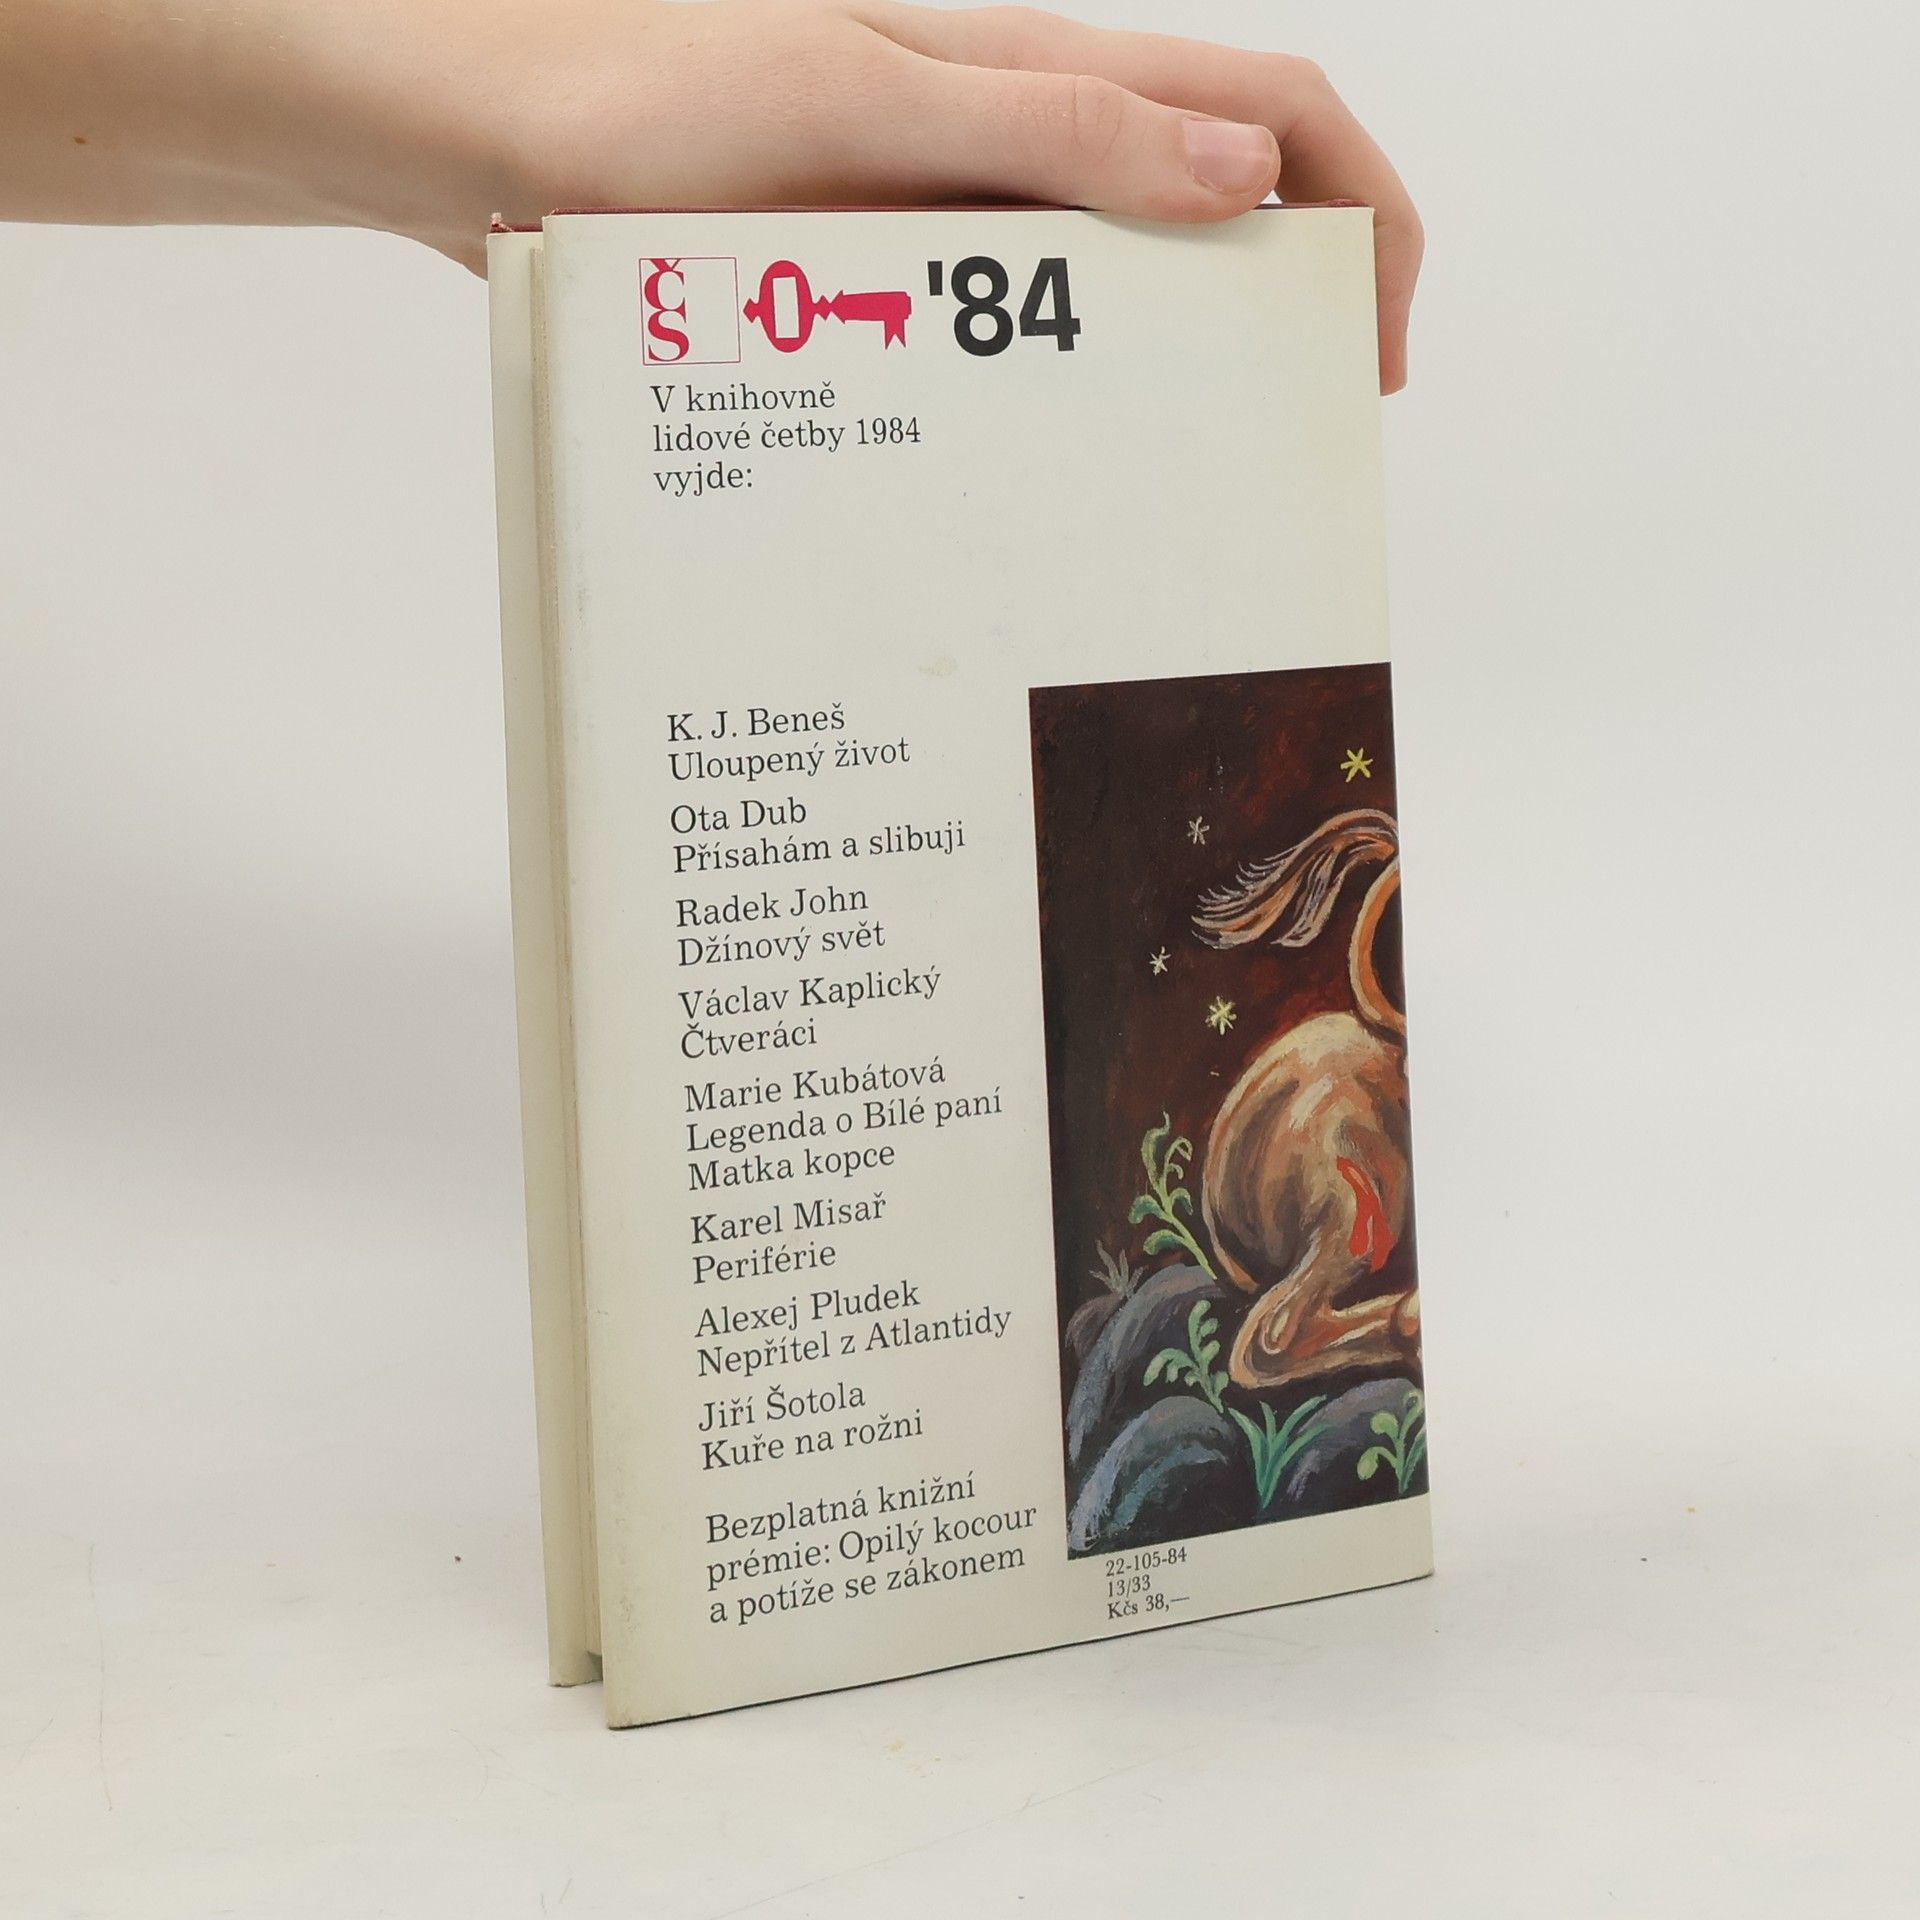 ČS '84
V knihovně
lidové četby 1984
vyjde:
K. J. Beneš
Uloupený život
Ota Dub
Přísahám a slibuji
Radek John
Džínový svět
Václav Kaplický
Čtveráci
Marie Kubátová
Legenda o Bílé paní
Matka kopce
Karel Misař
Periférie
Alexej Pludek
Nepřítel z Atlantidy
Jiří Šotola
Kuře na rožni
Bezplatná knižní
prémie: Opilý kocour
a potíže se zákonem
22-105-84
13/33
Kčs 38,—